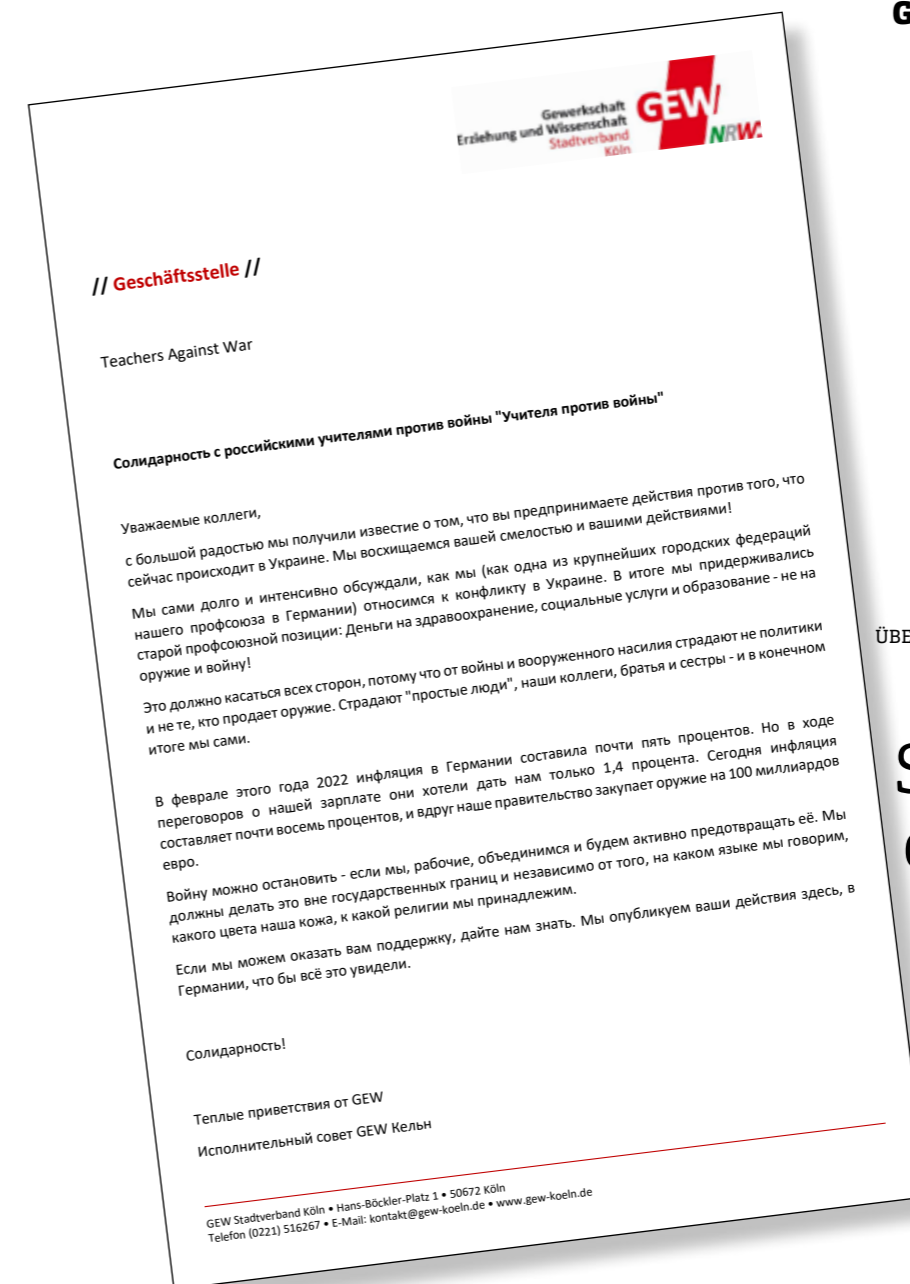 Gewerkschaft
Erziehung und Wissenschaft
Stadtverband
Köln
GEW
NRW.
// Geschäftsstelle //
Teachers Against War
Солидарность с российскими учителями против войны "Учителя против войны"
Уважаемые коллеги,
с большой радостью мы получили известие о том, что вы предпринимаете действия против того, что
сейчас происходит в Украине. Мы восхищаемся вашей смелостью и вашими действиями!
Мы сами долго и интенсивно обсуждали, как мы (как одна из крупнейших городских федераций
нашего профсоюза в Германии) относимся к конфликту в Украине. В итоге мы придерживались
старой профсоюзной позиции: Деньги на здравоохранение, социальные услуги и образование - не на
оружие и войну!
Это должно касаться всех сторон, потому что от войны и вооруженного насилия страдают не политики
и не те, кто продает оружие. Страдают "простые люди", наши коллеги, братья и сестры - и в конечном
итоге мы сами.
В феврале этого года 2022 инфляция в Германии составила почти пять процентов. Но в ходе
переговоров о нашей зарплате они хотели дать нам только 1,4 процента. Сегодня инфляция
составляет почти восемь процентов, и вдруг наше правительство закупает оружие на 100 миллиардов
евро.
Войну можно остановить - если мы, рабочие, объединимся и будем активно предотвращать её. Мы
должны делать это вне государственных границ и независимо от того, на каком языке мы говорим,
какого цвета наша кожа, к какой религии мы принадлежим.
Если мы можем оказать вам поддержку, дайте нам знать. Мы опубликуем ваши действия здесь, в
Германии, что бы всё это увидели.
Солидарность!
Теплые приветствия от GEW
Исполнительный совет GEW Кельн
GEW Stadtverband Köln • Hans-Böckler-Platz 1 • 50672 Köln
Telefon (0221) 516267 • E-Mail: kontakt@gew-koeln.de • www.gew-koeln.de
G
ÜBE
S